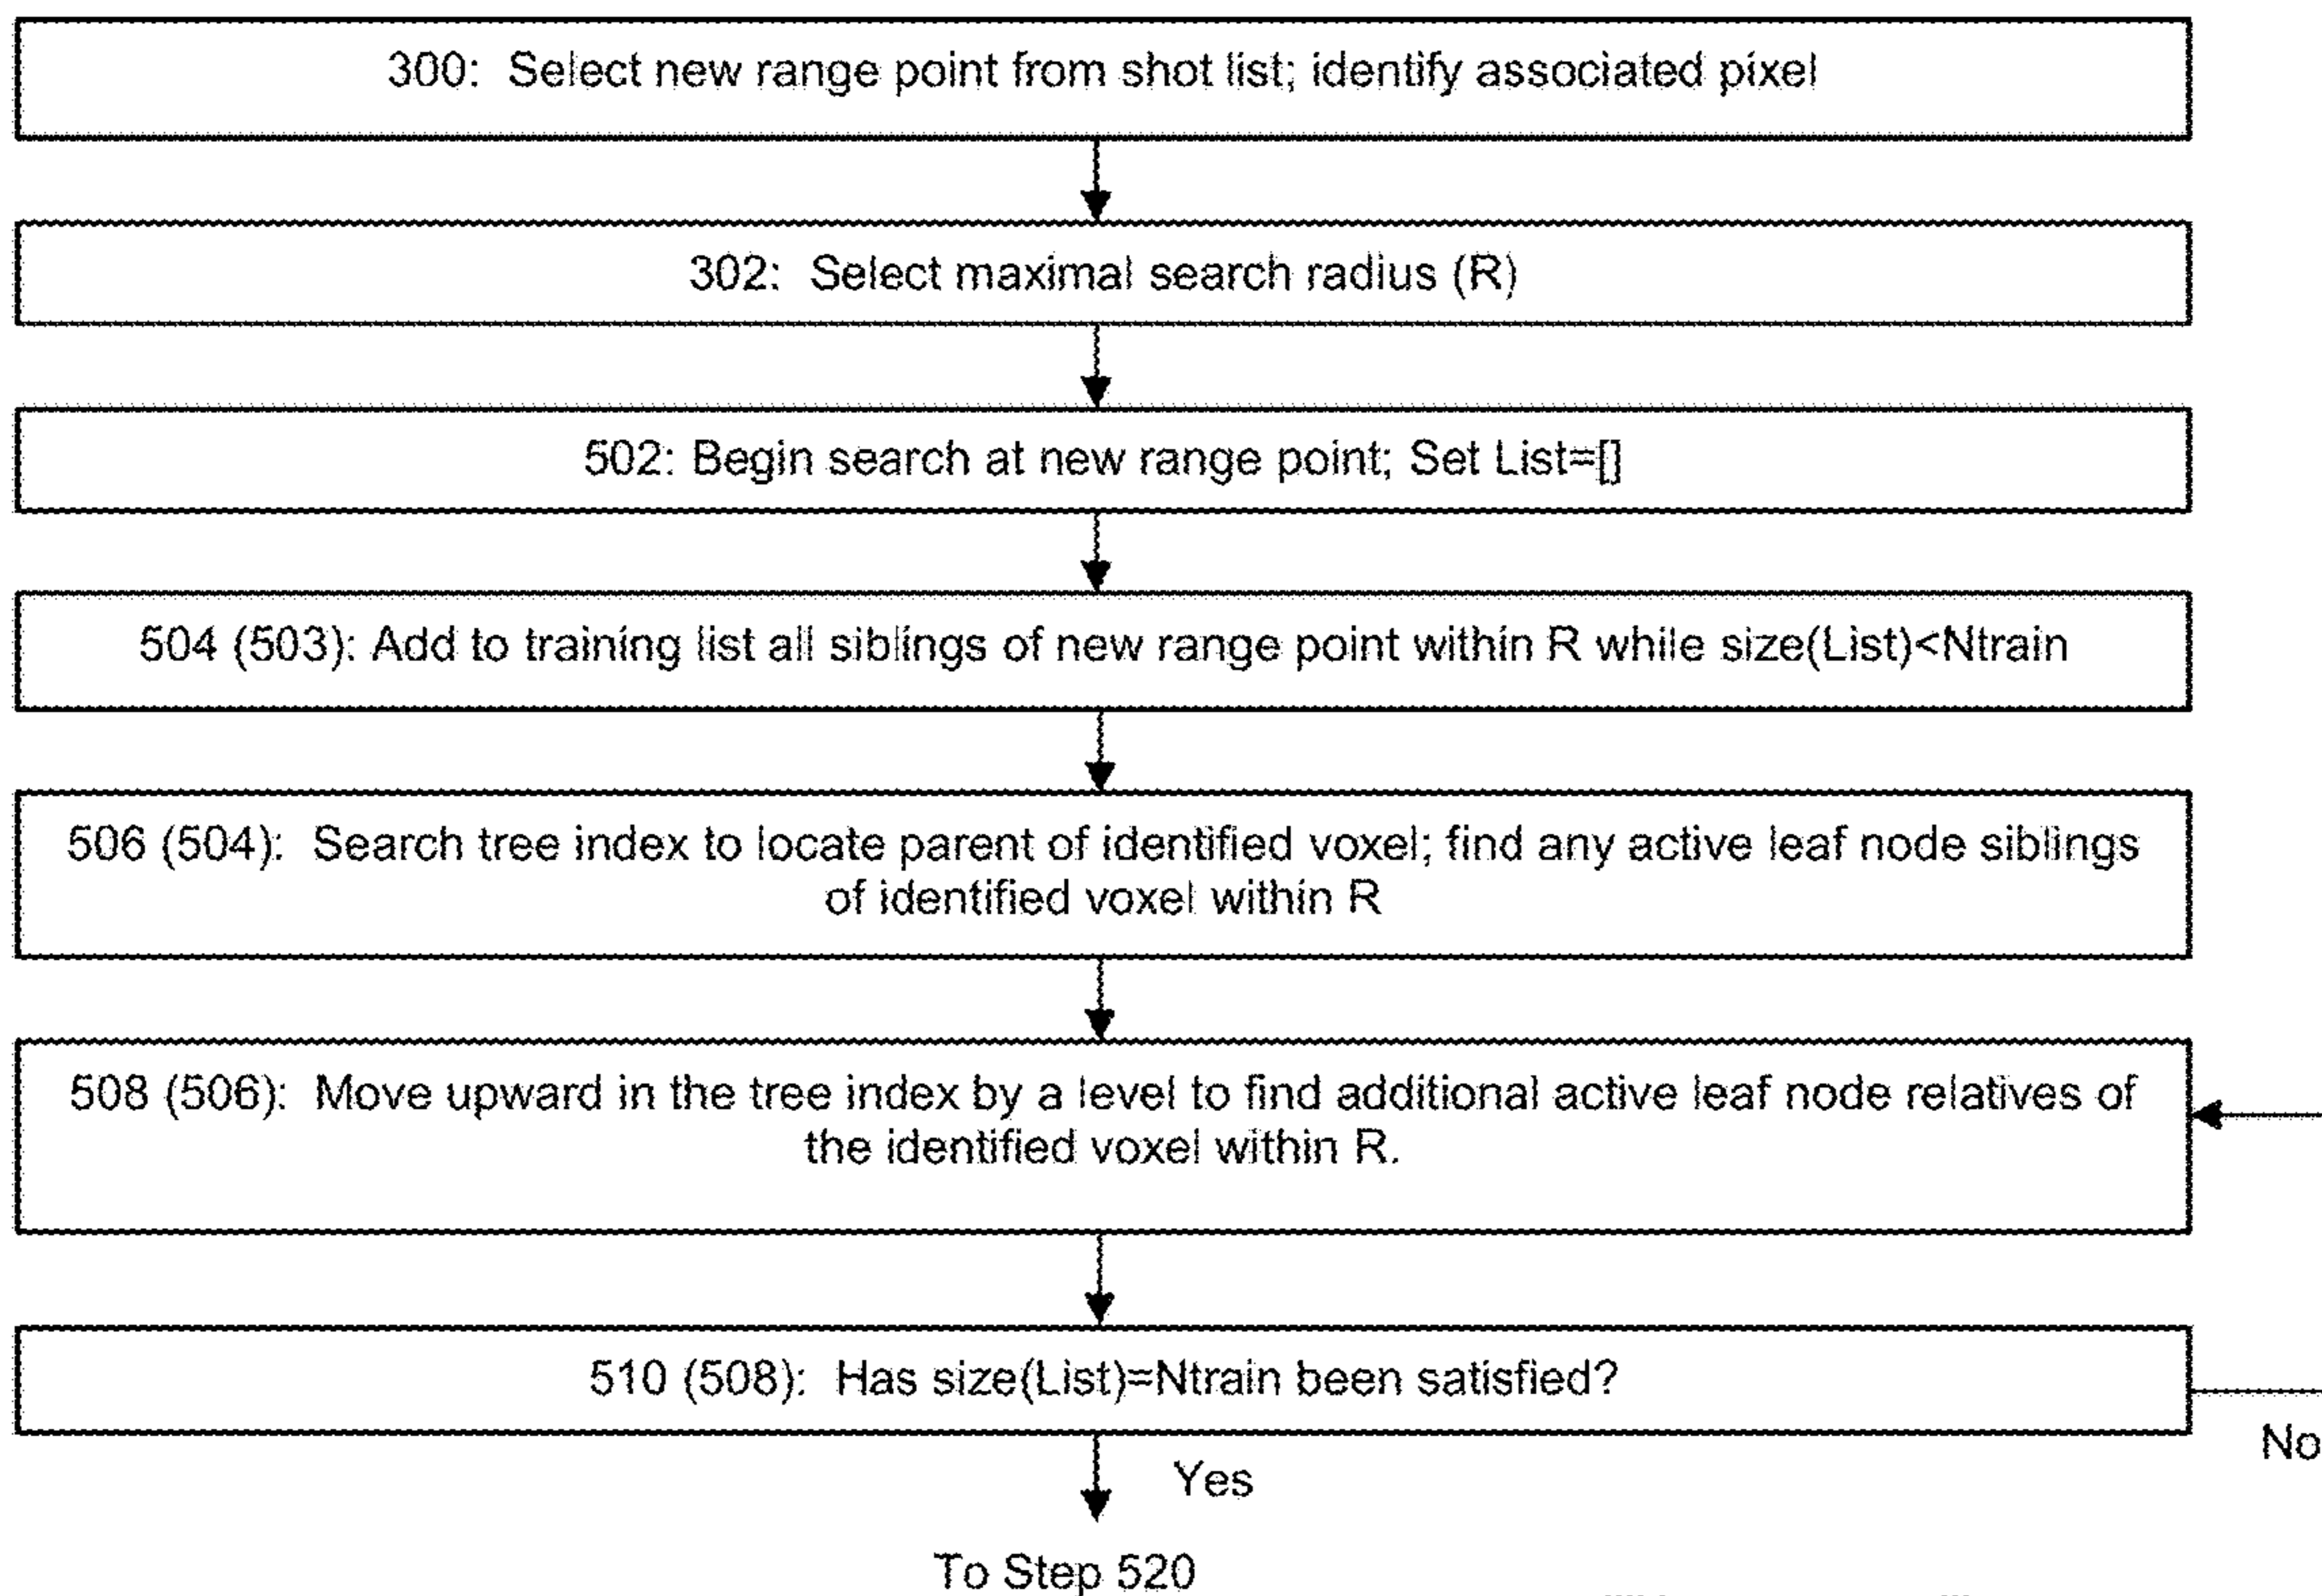 300: Select new range point from shot list; identify associated pixel
302: Select maximal search radius (R)
502: Begin search at new range point; Set List=[]
504 (503): Add to training list all siblings of new range point within R while size(List)<Ntrain
506 (504): Search tree index to locate parent of identified voxel; find any active leaf node siblings
of identified voxel within R
508 (506): Move upward in the tree index by a level to find additional active leaf node relatives of
the identified voxel within R.
510 (508): Has size(List)=Ntrain been satisfied?
No
Yes
To Step 520